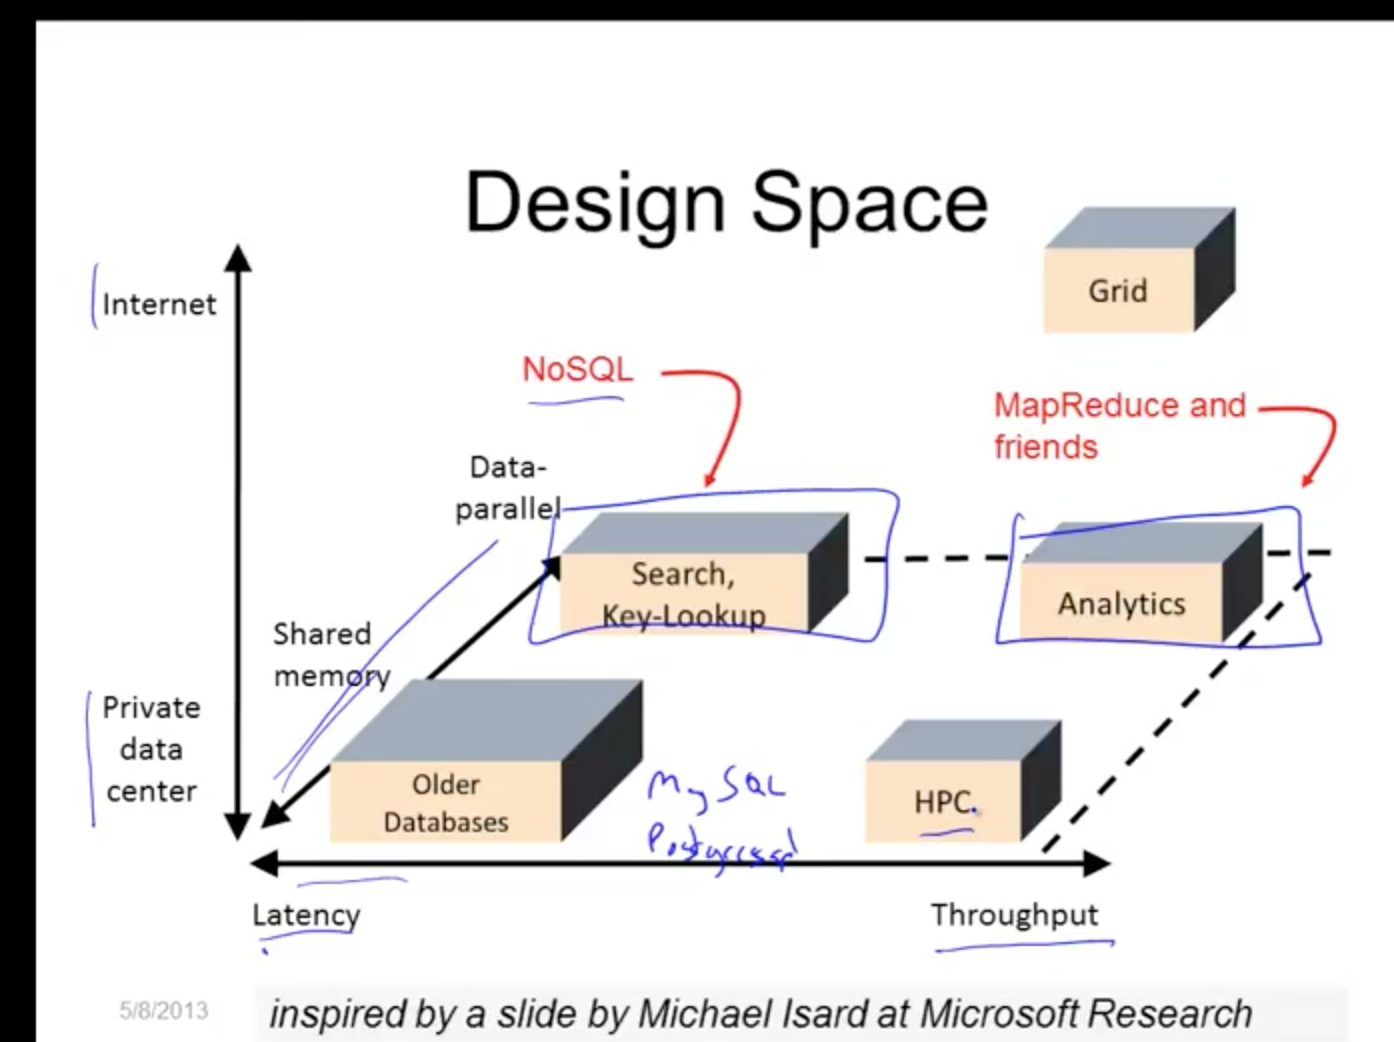 Design Space
Grid
Internet
NoSQL
MapReduce and
friends
Data-
parallel
Search,
Key-Lookup
Analytics
Shared
memory
Private
data
center
Older
Databases
MySQL
HPC
Latency
Throughput
5/8/2013
inspired by a slide by Michael Isard at Microsoft Research